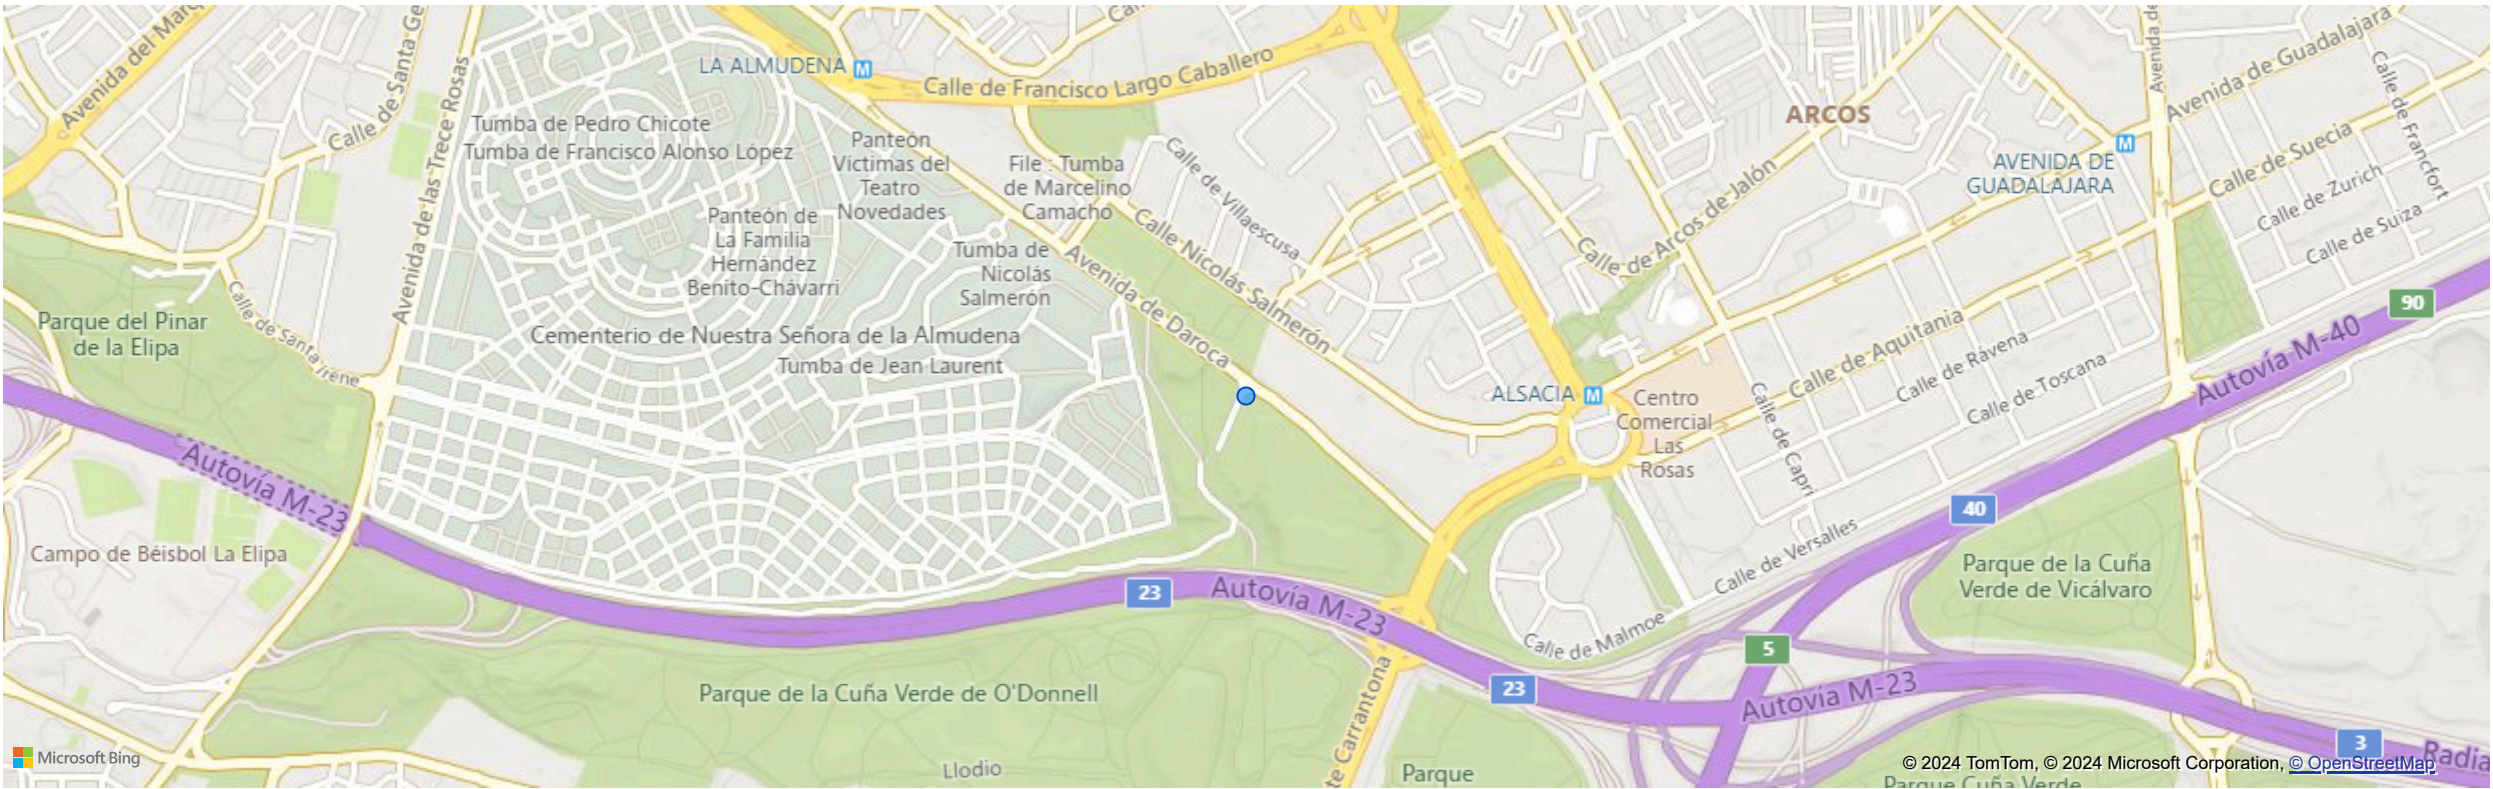 Avenida del Marq
Calle de Santa Ge
Avenida de las Trece Rosas
LA ALMUDENA M
Calle de Francisco Largo Caballero
Avenida de
Avenida de Guadalajara
Calle de Francfort
ARCOS
Tumba de Pedro Chicote
Tumba de Francisco Alonso López
Panteón
Víctimas del
Teatro
Novedades
File : Tumba
de Marcelino
Camacho
Calle de Villaescusa
M
AVENIDA DE
GUADALAJARA
Calle de Suecia
Calle de Zurich
Calle de Suiza
Calle de Arcos de Jalón
Panteón de
La Familia
Hernández
Benito-Chávarri
Tumba de
Nicolás
Salmerón
Calle Nicolás Salmerón
Avenida de Daroca
Calle de Santa Irene
Parque del Pinar
de la Elipa
Cementerio de Nuestra Señora de la Almudena
Tumba de Jean Laurent
90
Autovía M-40
Calle de Aquitania
Calle de Rávena
Calle de Toscana
ALSACIA M
Centro
Comercial
Las
Rosas
Calle de Capri
Autovía M-23
40
Calle de Versalles
Campo de Béisbol La Elipa
Parque de la Cuña
Verde de Vicálvaro
23
Autovía M-23
Calle de Malmoe
5
23
Autovía M-23
Parque de la Cuña Verde de O'Donnell
te Carrantona
3
Radia
Microsoft Bing
Llodio
Parque
© 2024 TomTom, © 2024 Microsoft Corporation, © OpenStreetMap
Parque Cuña Verde